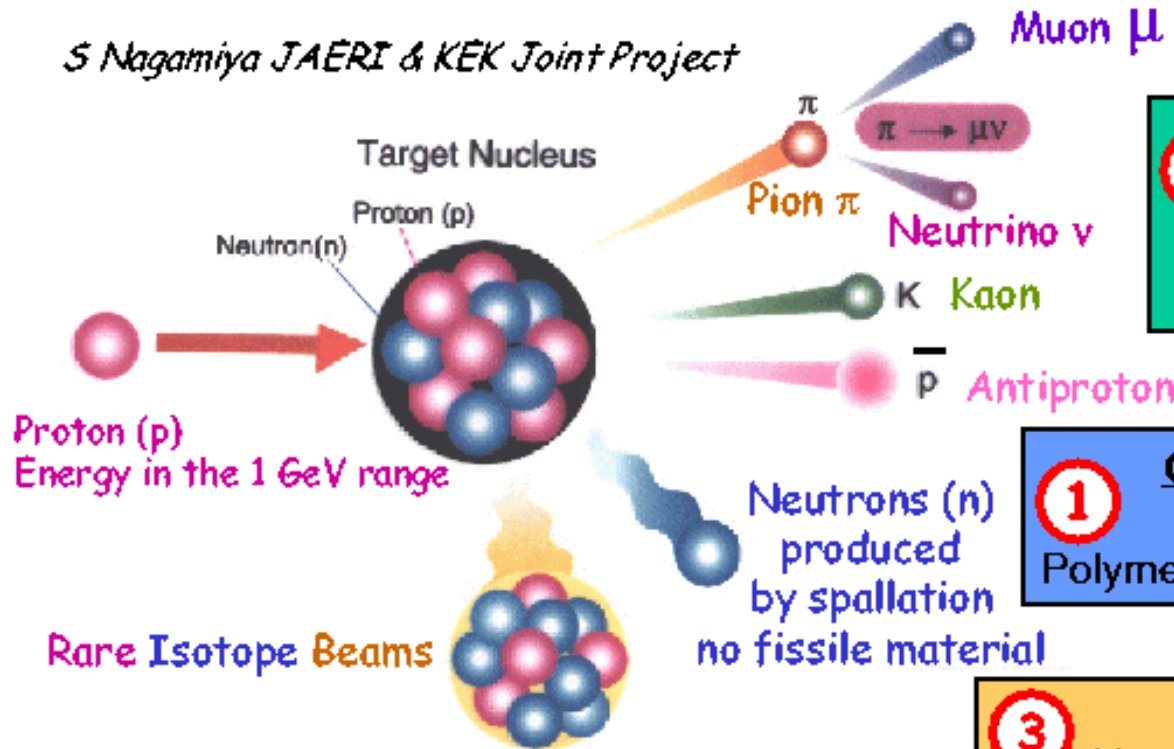 S Nagamiya JAERI & KEK Joint Project
Muon μ
π
π → μν
Target Nucleus
Pion π
Proton (p)
Neutrino ν
Neutron(n)
K Kaon
p̅ Antiproton
Proton (p)
Energy in the 1 GeV range
Neutrons (n)
produced
by spallation
no fissile material
1
Polyme
Rare Isotope Beams
3